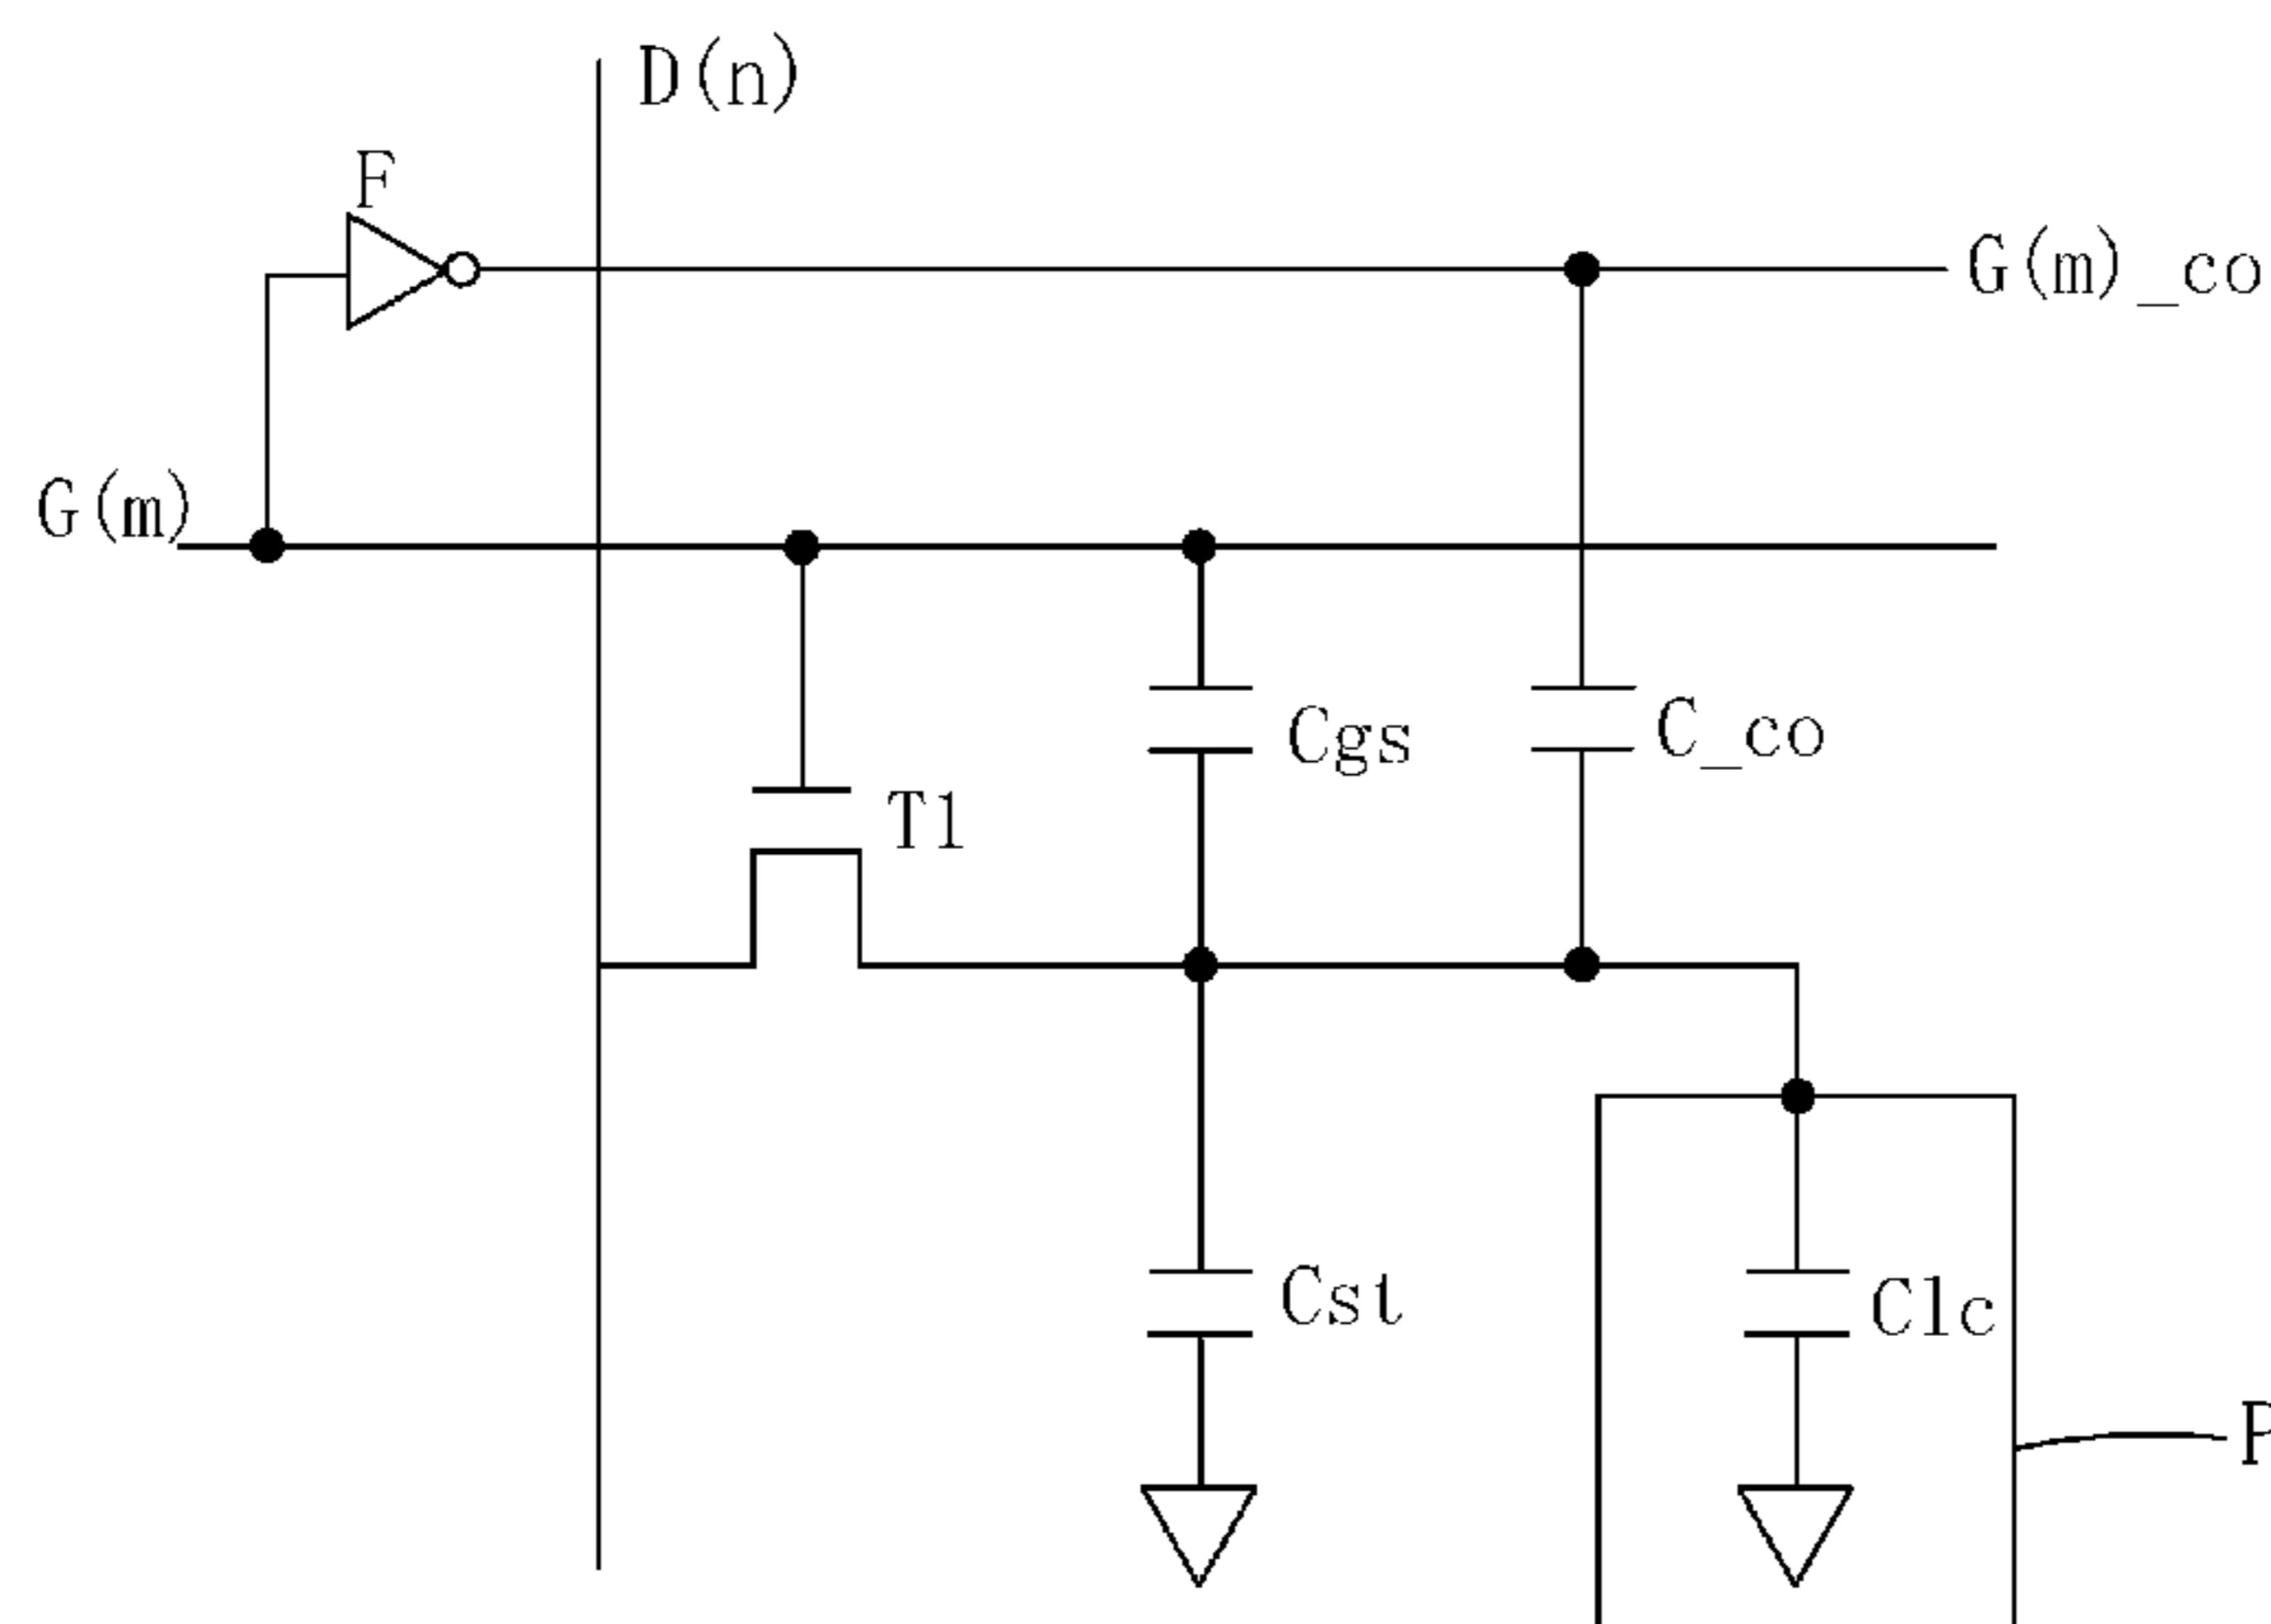 D(n)
F
G(m)_co
G(m)
Cgs
C_co
T1
Cst
Clc
P